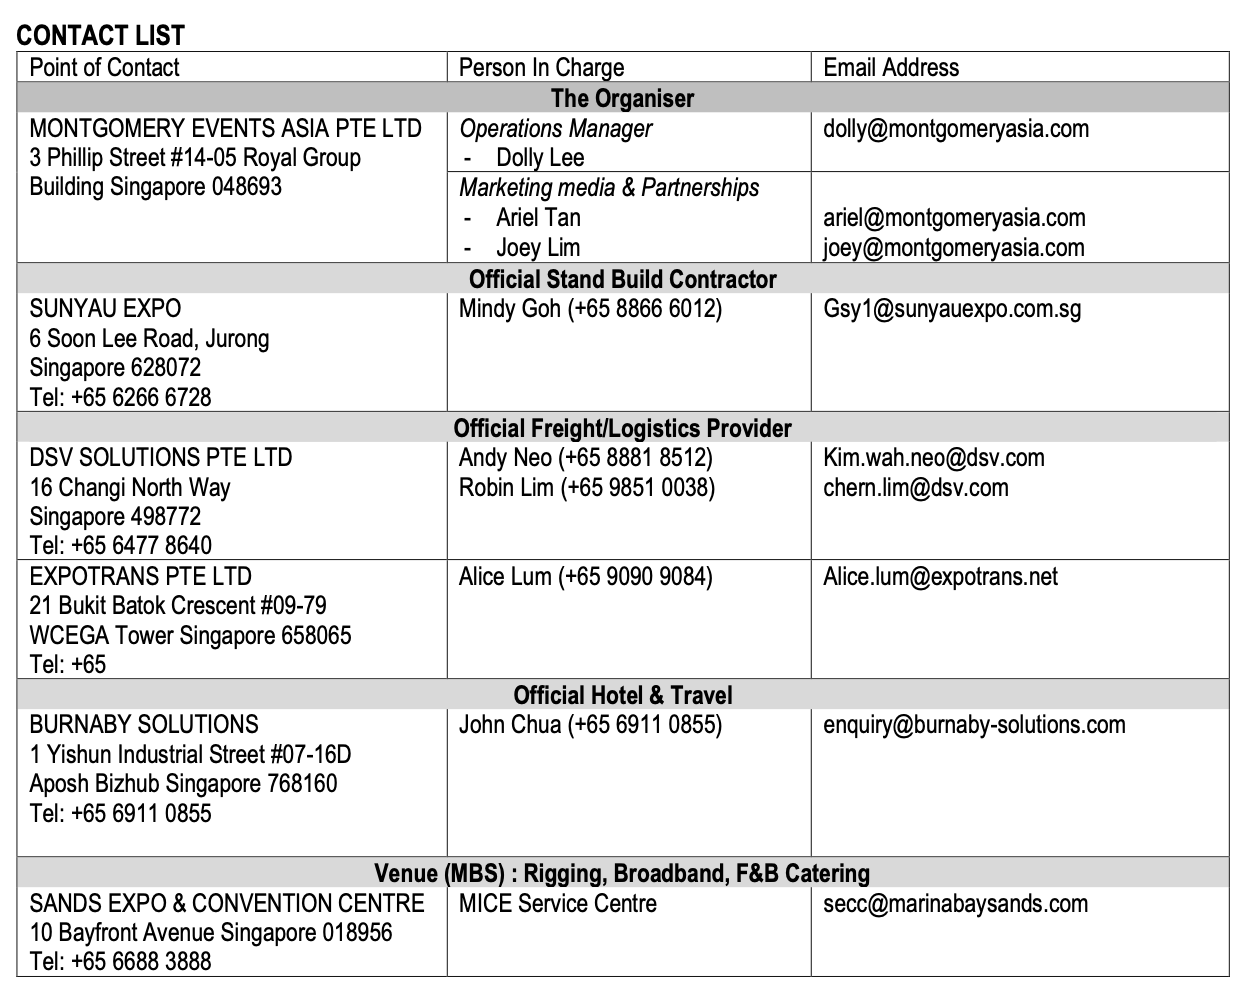 CONTACT LIST
Point of Contact Person In Charge Email Address
The Organiser
MONTGOMERY EVENTS ASIA PTE LTD Operations Manager dolly@montgomeryasia.com
3 Phillip Street #14-05 Royal Group - Dolly Lee
Building Singapore 048693 Marketing media & Partnerships
- Ariel Tan ariel@montgomeryasia.com
- Joey Lim joey@montgomeryasia.com
Official Stand Build Contractor
SUNYAU EXPO Mindy Goh (+65 8866 6012) Gsy1@sunyauexpo.com.sg
6 Soon Lee Road, Jurong
Singapore 628072
Tel: +65 6266 6728
Official Freight/Logistics Provider
DSV SOLUTIONS PTE LTD Andy Neo (+65 8881 8512) Kim.wah.neo@dsv.com
16 Changi North Way Robin Lim (+65 9851 0038) chern.lim@dsv.com
Singapore 498772
Tel: +65 6477 8640
EXPOTRANS PTE LTD Alice Lum (+65 9090 9084) Alice.lum@expotrans.net
21 Bukit Batok Crescent #09-79
WCEGA Tower Singapore 658065
Tel: +65
Official Hotel & Travel
BURNABY SOLUTIONS John Chua (+65 6911 0855) enquiry@burnaby-solutions.com
1 Yishun Industrial Street #07-16D
Aposh Bizhub Singapore 768160
Tel: +65 6911 0855
Venue (MBS) : Rigging, Broadband, F&B Catering
SANDS EXPO & CONVENTION CENTRE MICE Service Centre secc@marinabaysands.com
10 Bayfront Avenue Singapore 018956
Tel: +65 6688 3888